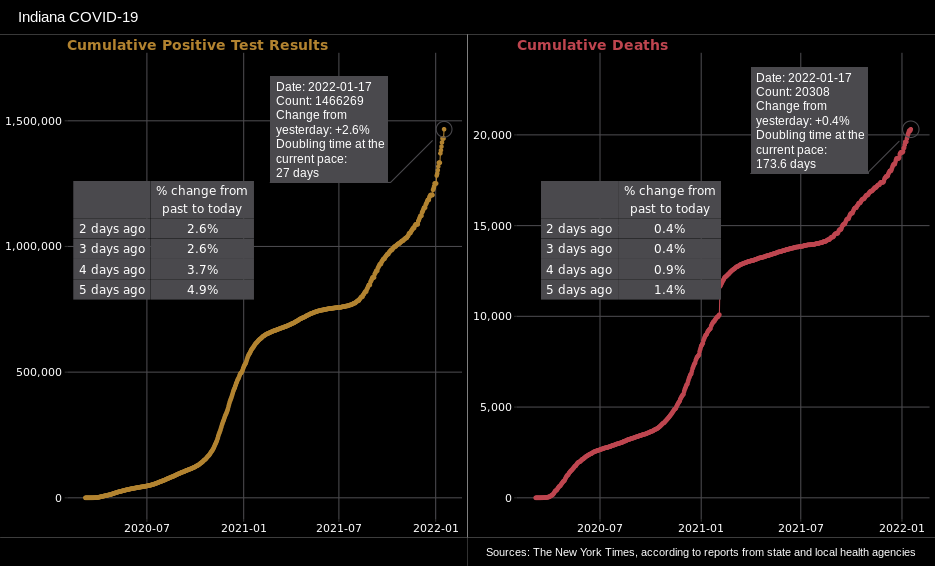 Indiana COVID-19
Cumulative Positive Test Results
Date: 2022-01-17
Count: 1466269
Change from
yesterday: +2.6%
Doubling time at the
current pace:
27 days
% change from
past to today
2 days ago 2.6%
3 days ago 2.6%
4 days ago 3.7%
5 days ago 4.9%
1,500,000
1,000,000
500,000
0
2020-07 2021-01 2021-07 2022-01
Cumulative Deaths
Date: 2022-01-17
Count: 20308
Change from
yesterday: +0.4%
Doubling time at the
current pace:
173.6 days
% change from
past to today
2 days ago 0.4%
3 days ago 0.4%
4 days ago 0.9%
5 days ago 1.4%
20,000
15,000
10,000
5,000
0
2020-07 2021-01 2021-07 2022-01
Sources: The New York Times, according to reports from state and local health agencies